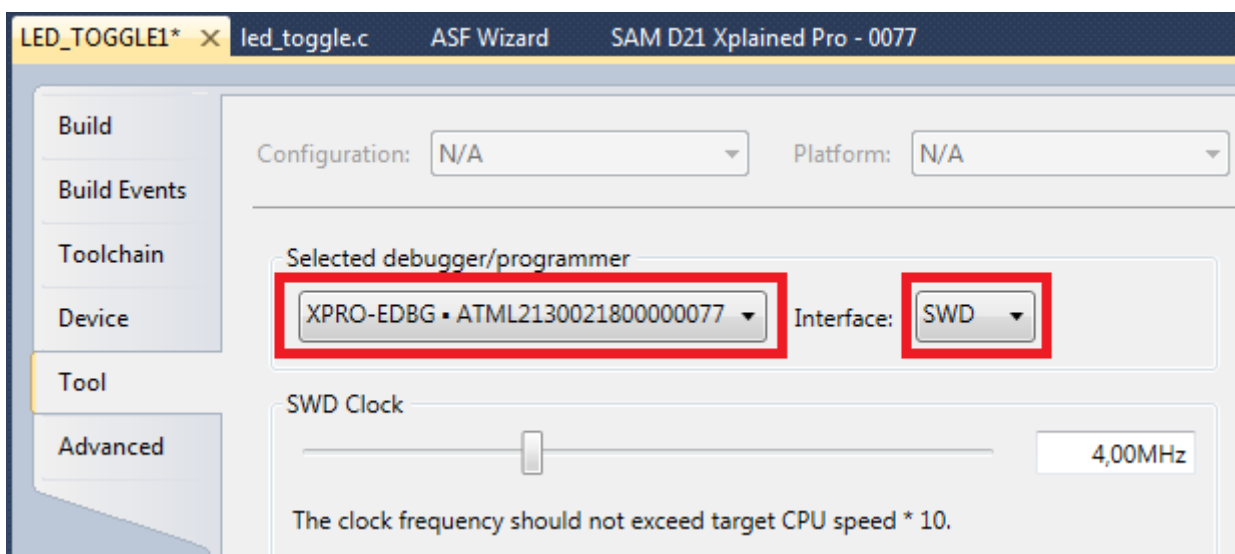 LED_TOGGLE1* × led_toggle.c ASF Wizard SAM D21 Xplained Pro - 0077
Build
Build Events
Toolchain
Device
Tool
Advanced
Configuration: N/A Platform: N/A
Selected debugger/programmer
XPRO-EDBG ▪ ATML2130021800000077 Interface: SWD
SWD Clock
4,00MHz
The clock frequency should not exceed target CPU speed * 10.